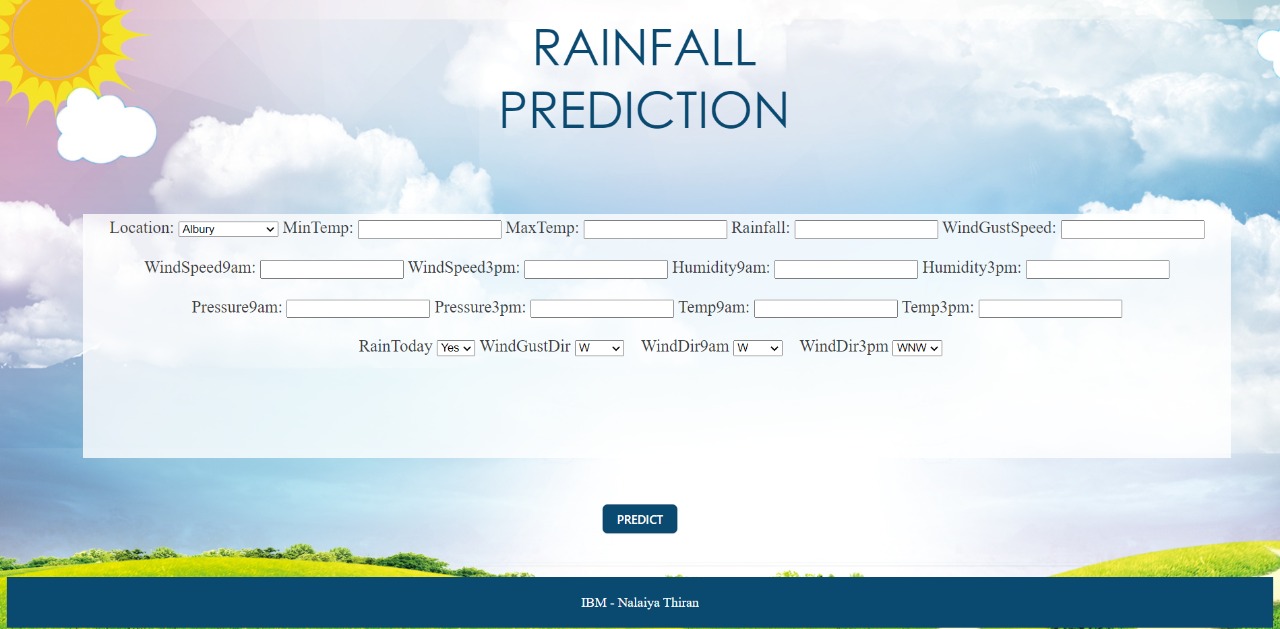 RAINFALL
PREDICTION
Location: Albury MinTemp: MaxTemp: Rainfall: WindGustSpeed:
WindSpeed9am: WindSpeed3pm: Humidity9am: Humidity3pm:
Pressure9am: Pressure3pm: Temp9am: Temp3pm:
RainToday Yes WindGustDir W WindDir9am W WindDir3pm WNW
PREDICT
IBM - Nalaiya Thiran